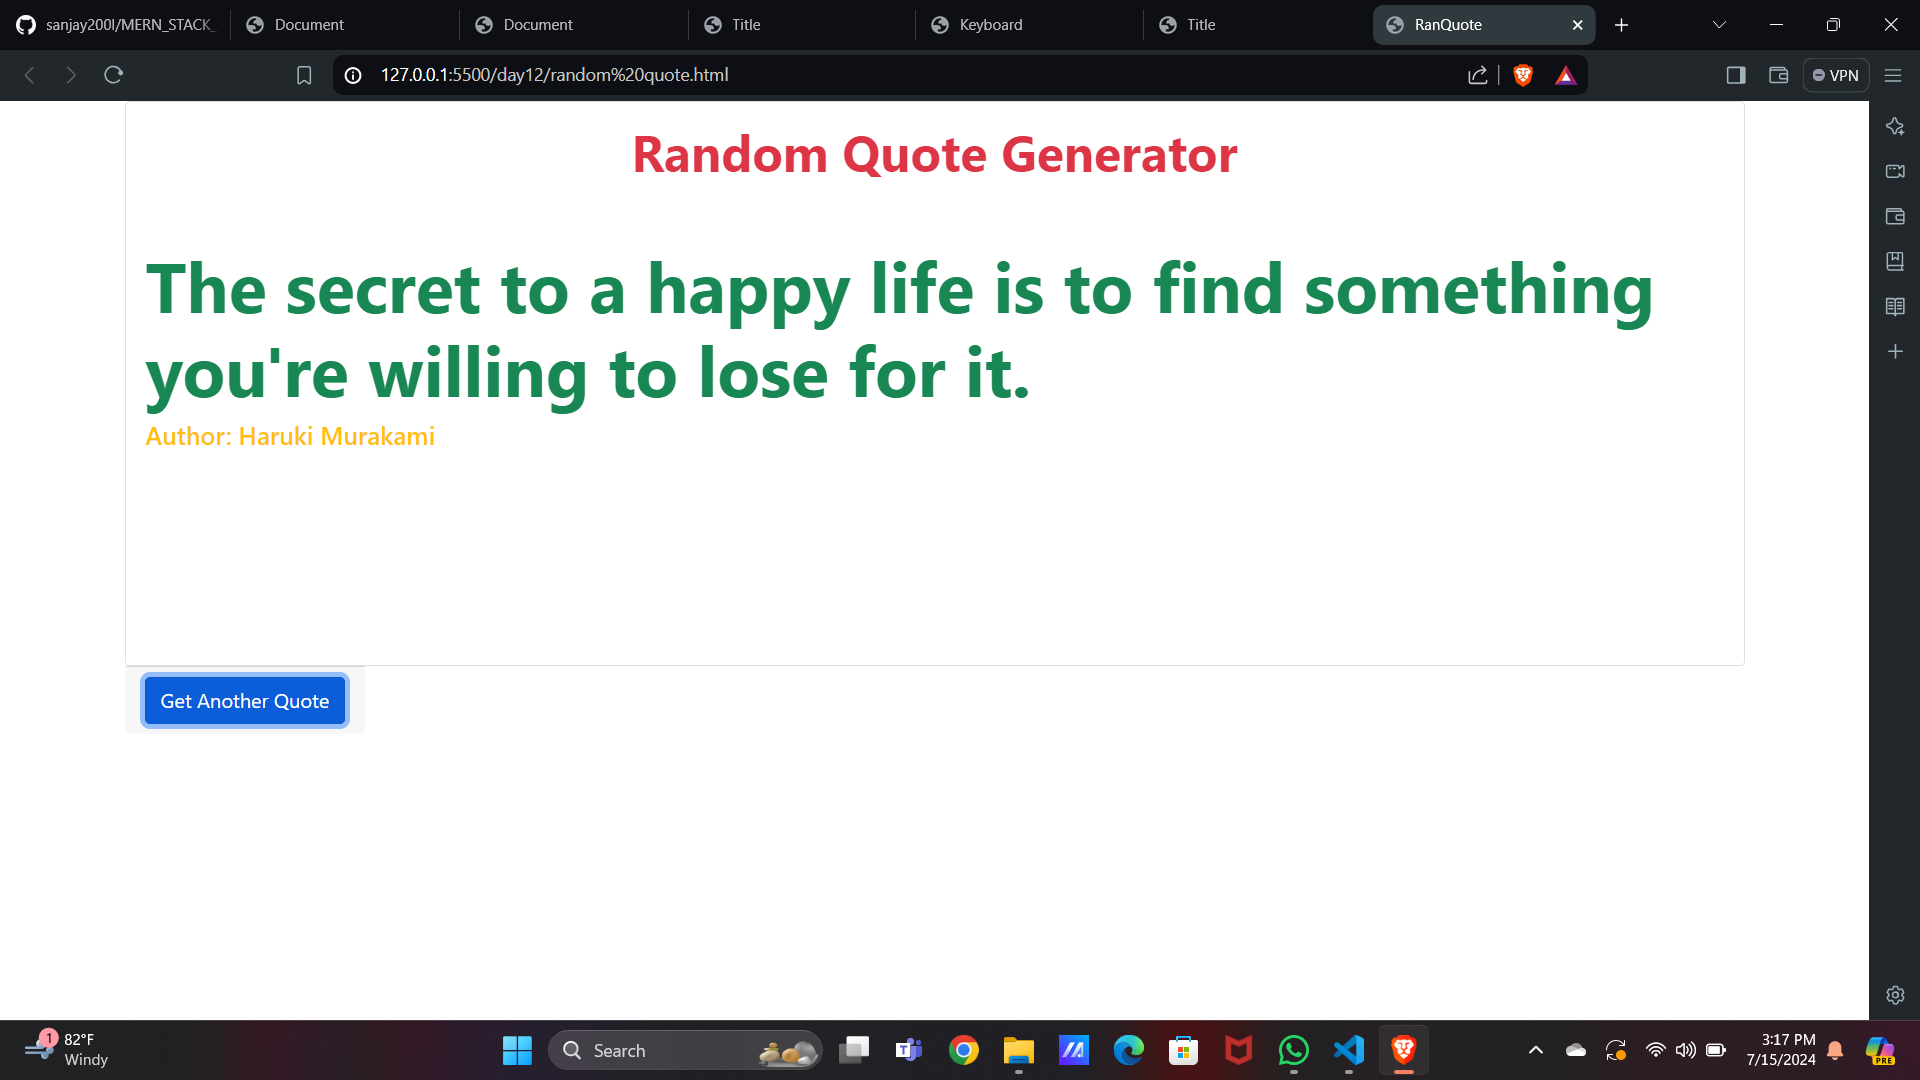 sanjay200l/MERN_STACK_
Document
Document
Title
Keyboard
Title
RanQuote
127.0.0.1:5500/day12/random%20quote.html
VPN
Random Quote Generator
The secret to a happy life is to find something
you're willing to lose for it.
Author: Haruki Murakami
Get Another Quote
1
82°F
Windy
Search
T
PRE
3:17 PM
7/15/2024